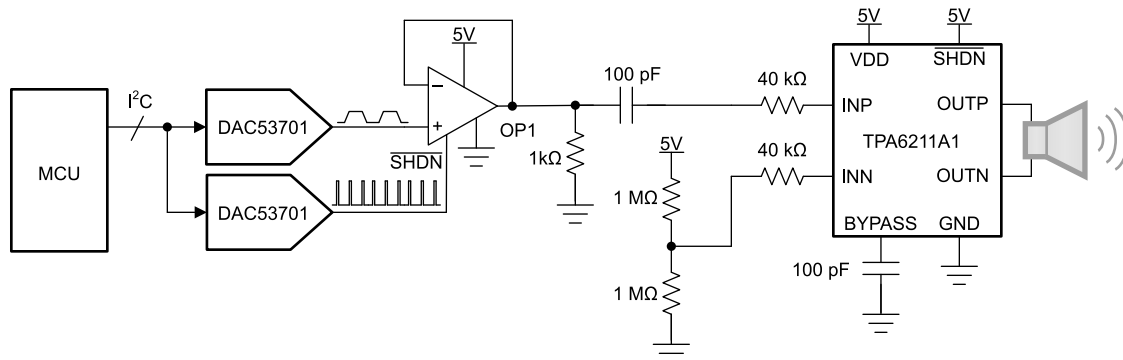 5V
5V
5V
VDD
SHDN
100 pF
40 kΩ
I²C
DAC53701
−
+
OP1
INP
OUTP
MCU
SHDN
1kΩ
TPA6211A1
5V
40 kΩ
INN
OUTN
DAC53701
1 MΩ
BYPASS
GND
100 pF
1 MΩ